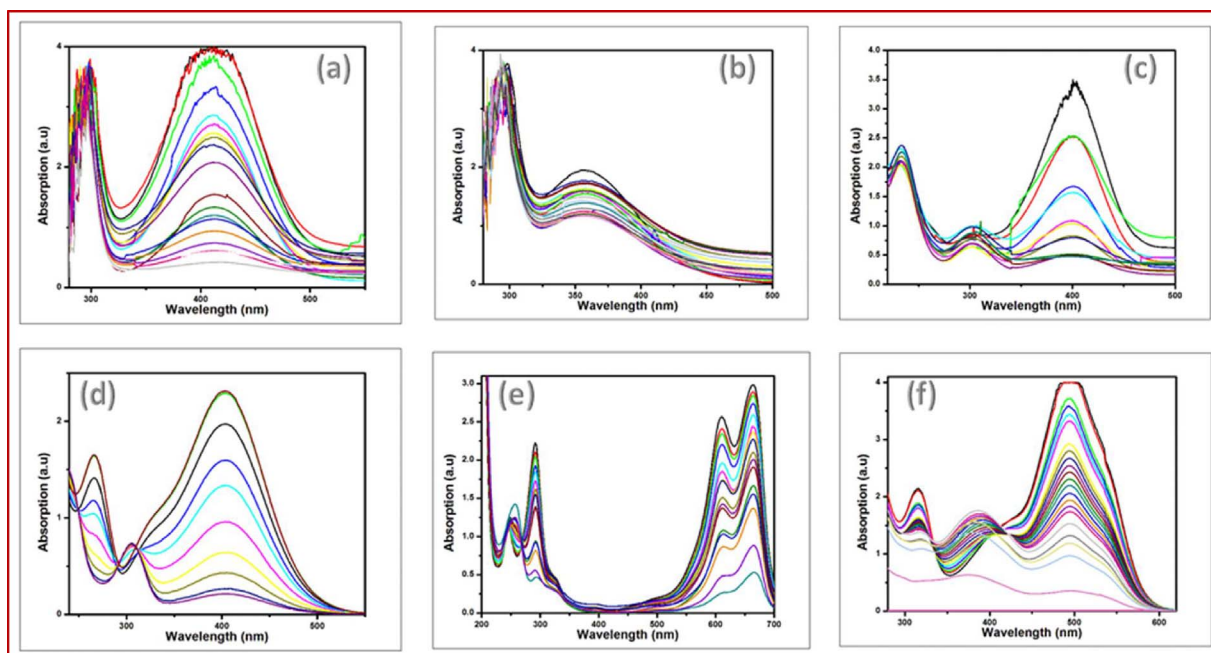 (a)
Absorption (a.u)
4
2
0
300 400 500
Wavelength (nm)
(b)
Absorption (a.u)
4
2
0
300 350 400 450 500
Wavelength (nm)
(c)
Absorption (a.u)
4.0
3.5
3.0
2.5
2.0
1.5
1.0
0.5
0.0
300 400 500
Wavelength (nm)
(d)
Absorption (a.u)
2
1
0
300 400 500
Wavelength (nm)
(e)
Absorption (a.u)
3.0
2.5
2.0
1.5
1.0
0.5
0.0
200 300 400 500 600 700
Wavelength (nm)
(f)
Absorption (a.u)
4
3
2
1
0
300 400 500 600
Wavelength (nm)